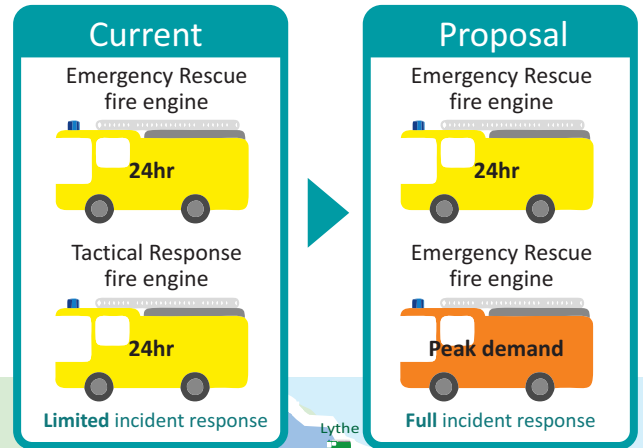 Current
Emergency Rescue
fire engine
24hr
Tactical Response
fire engine
24hr
Limited incident response
Proposal
Emergency Rescue
fire engine
24hr
Emergency Rescue
fire engine
Peak demand
Full incident response
Lythe